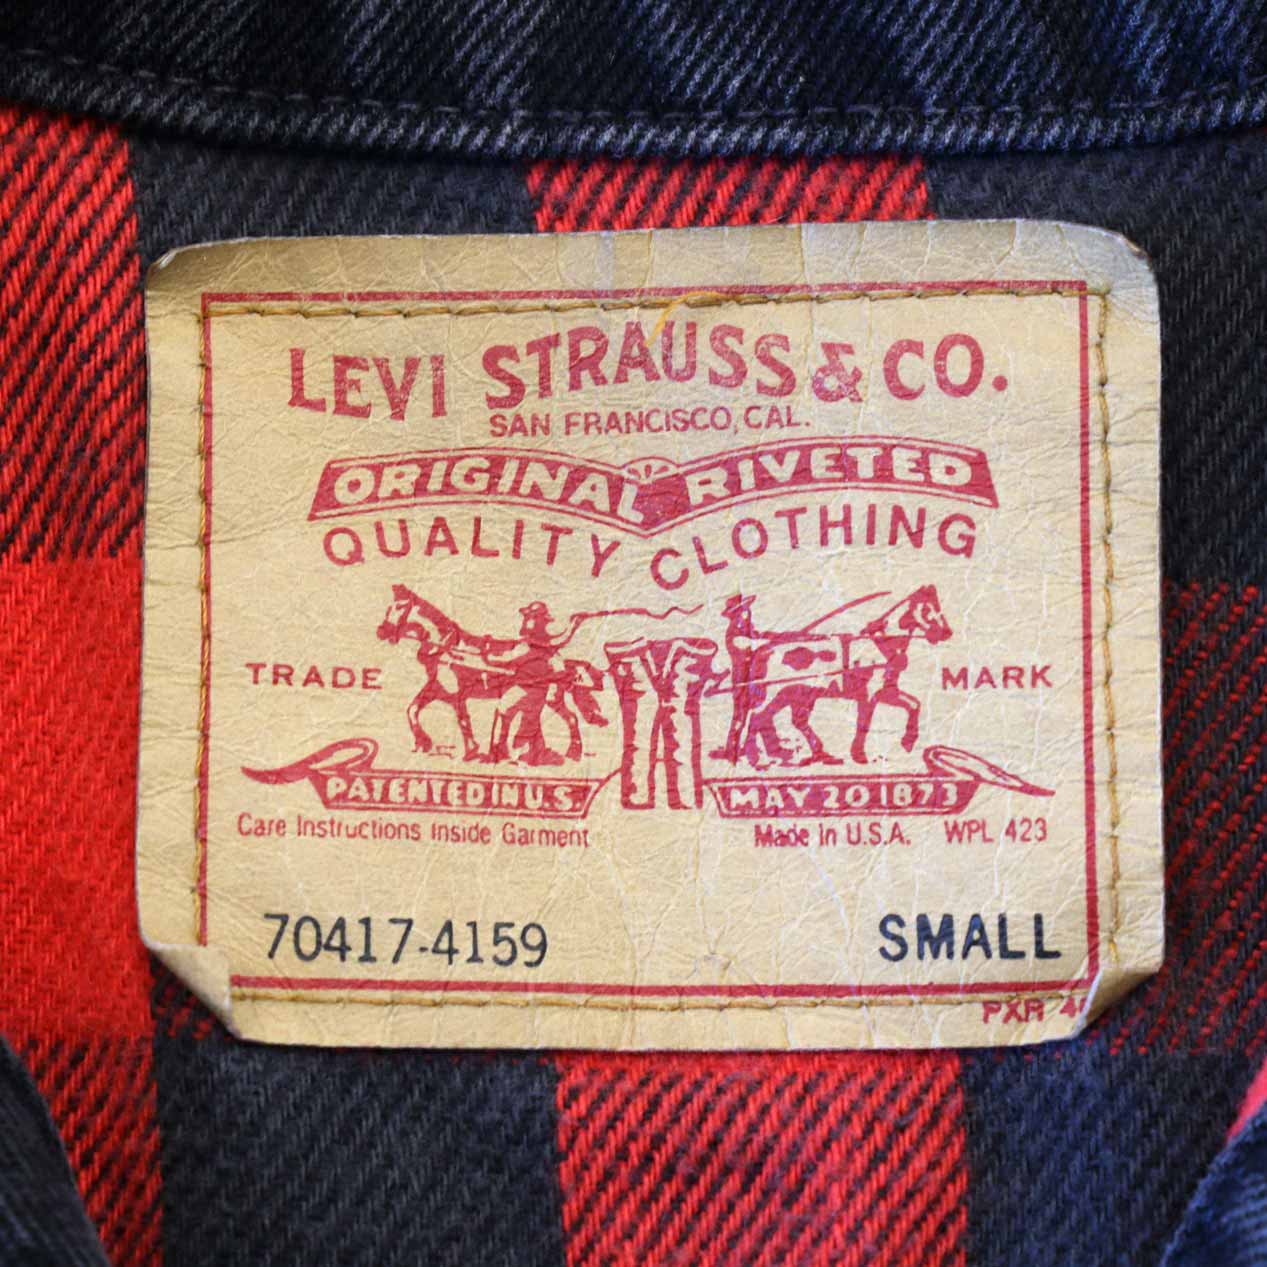 LEVI STRAUSS & CO.
SAN FRANCISCO, CAL.
ORIGINAL RIVETED
QUALITY CLOTHING
TRADE MARK
PATENTED IN U.S. MAY 20 1873
Care Instructions Inside Garment Made In U.S.A. WPL 423
70417-4159 SMALL
PXR